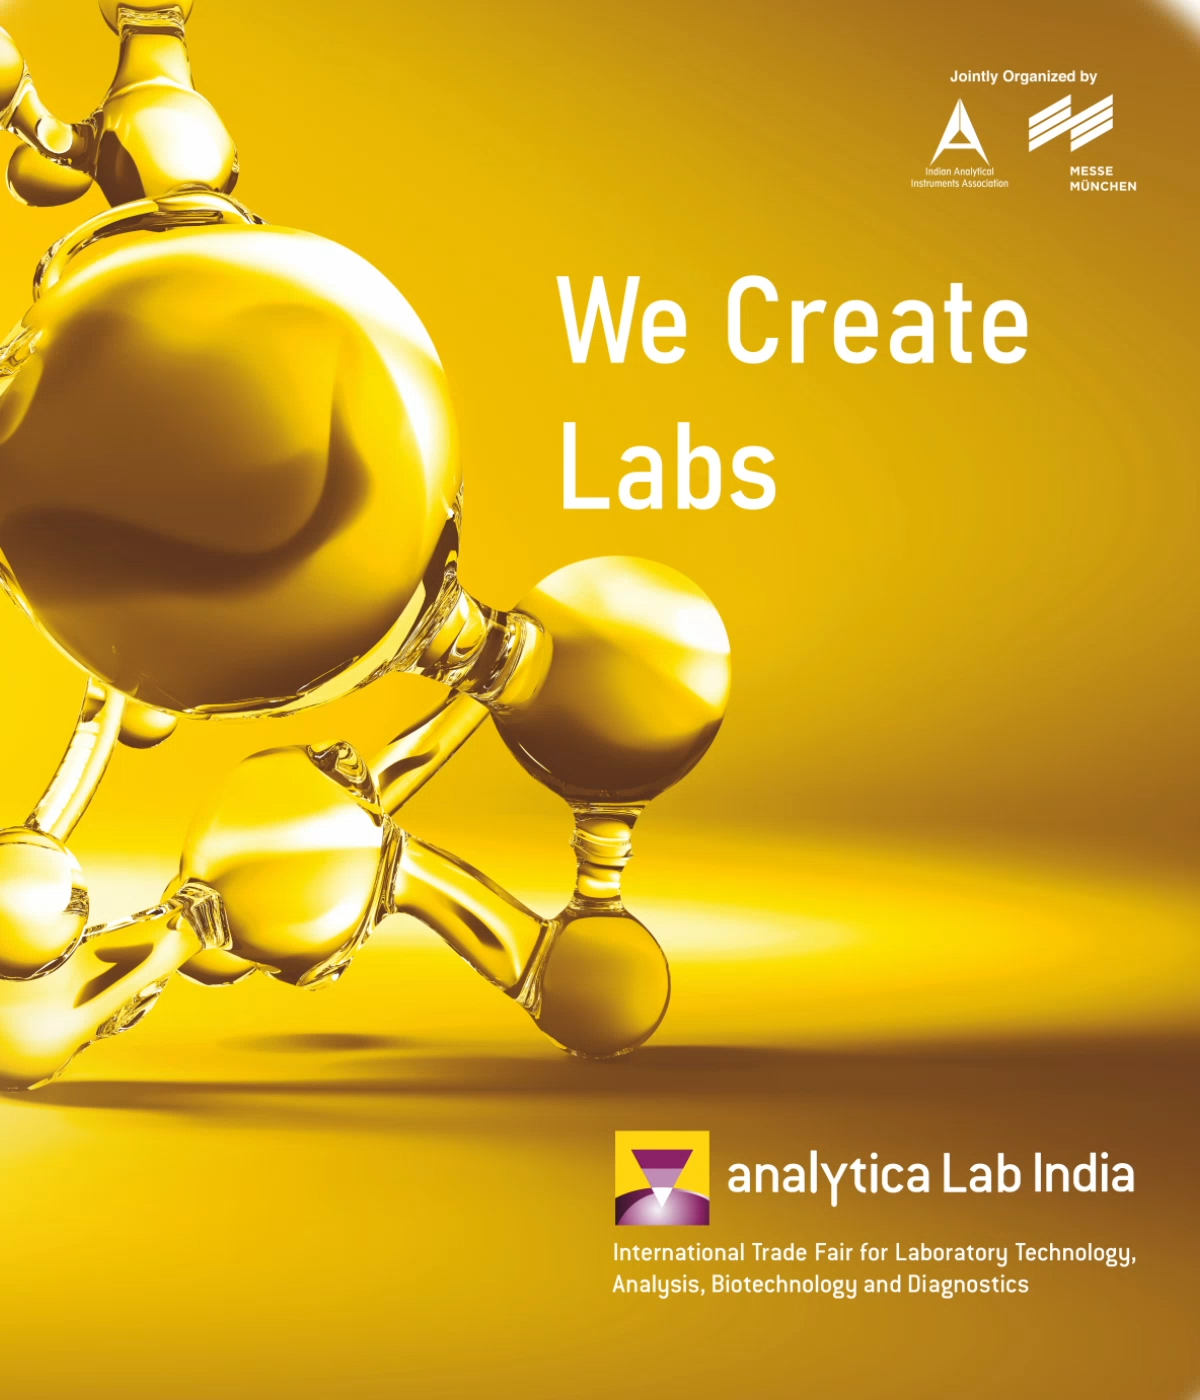 Jointly Organized by
Indian Analytical
Instruments Association
MESSE
MÜNCHEN
We Create
Labs
analytica Lab India
International Trade Fair for Laboratory Technology,
Analysis, Biotechnology and Diagnostics